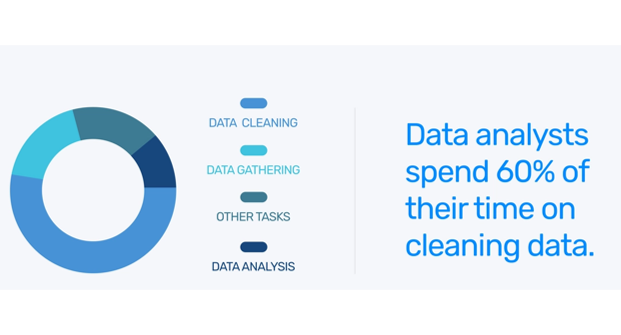 DATA CLEANING
DATA GATHERING
OTHER TASKS
DATA ANALYSIS
Data analysts
spend 60% of
their time on
cleaning data.